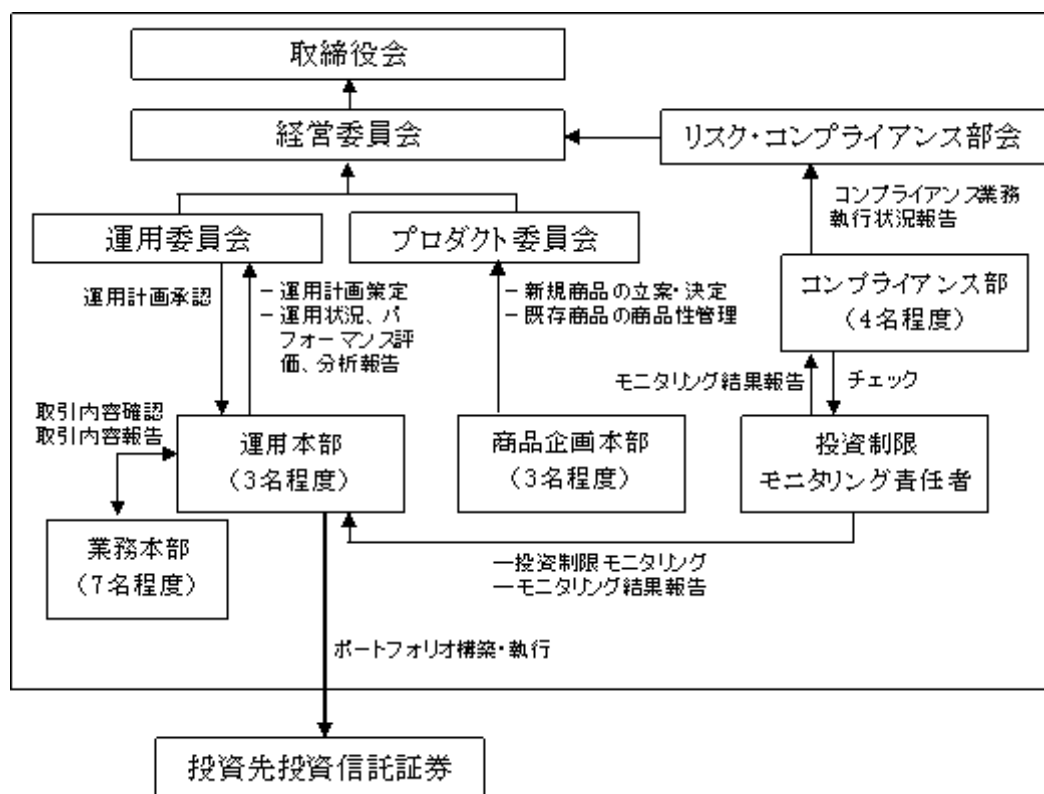 取締役会
経営委員会
リスク・コンプライアンス部会
コンプライアンス業務
執行状況報告
運用委員会
プロダクト委員会
コンプライアンス部
(4名程度)
運用計画承認
－運用計画策定
－運用状況、パ
フォーマンス評
価、分析報告
－新規商品の立案・決定
－既存商品の商品性管理
モニタリング結果報告
チェック
取引内容確認
取引内容報告
運用本部
(3名程度)
商品企画本部
(3名程度)
投資制限
モニタリング責任者
業務本部
(7名程度)
―投資制限モニタリング
―モニタリング結果報告
ポートフォリオ構築・執行
投資先投資信託証券